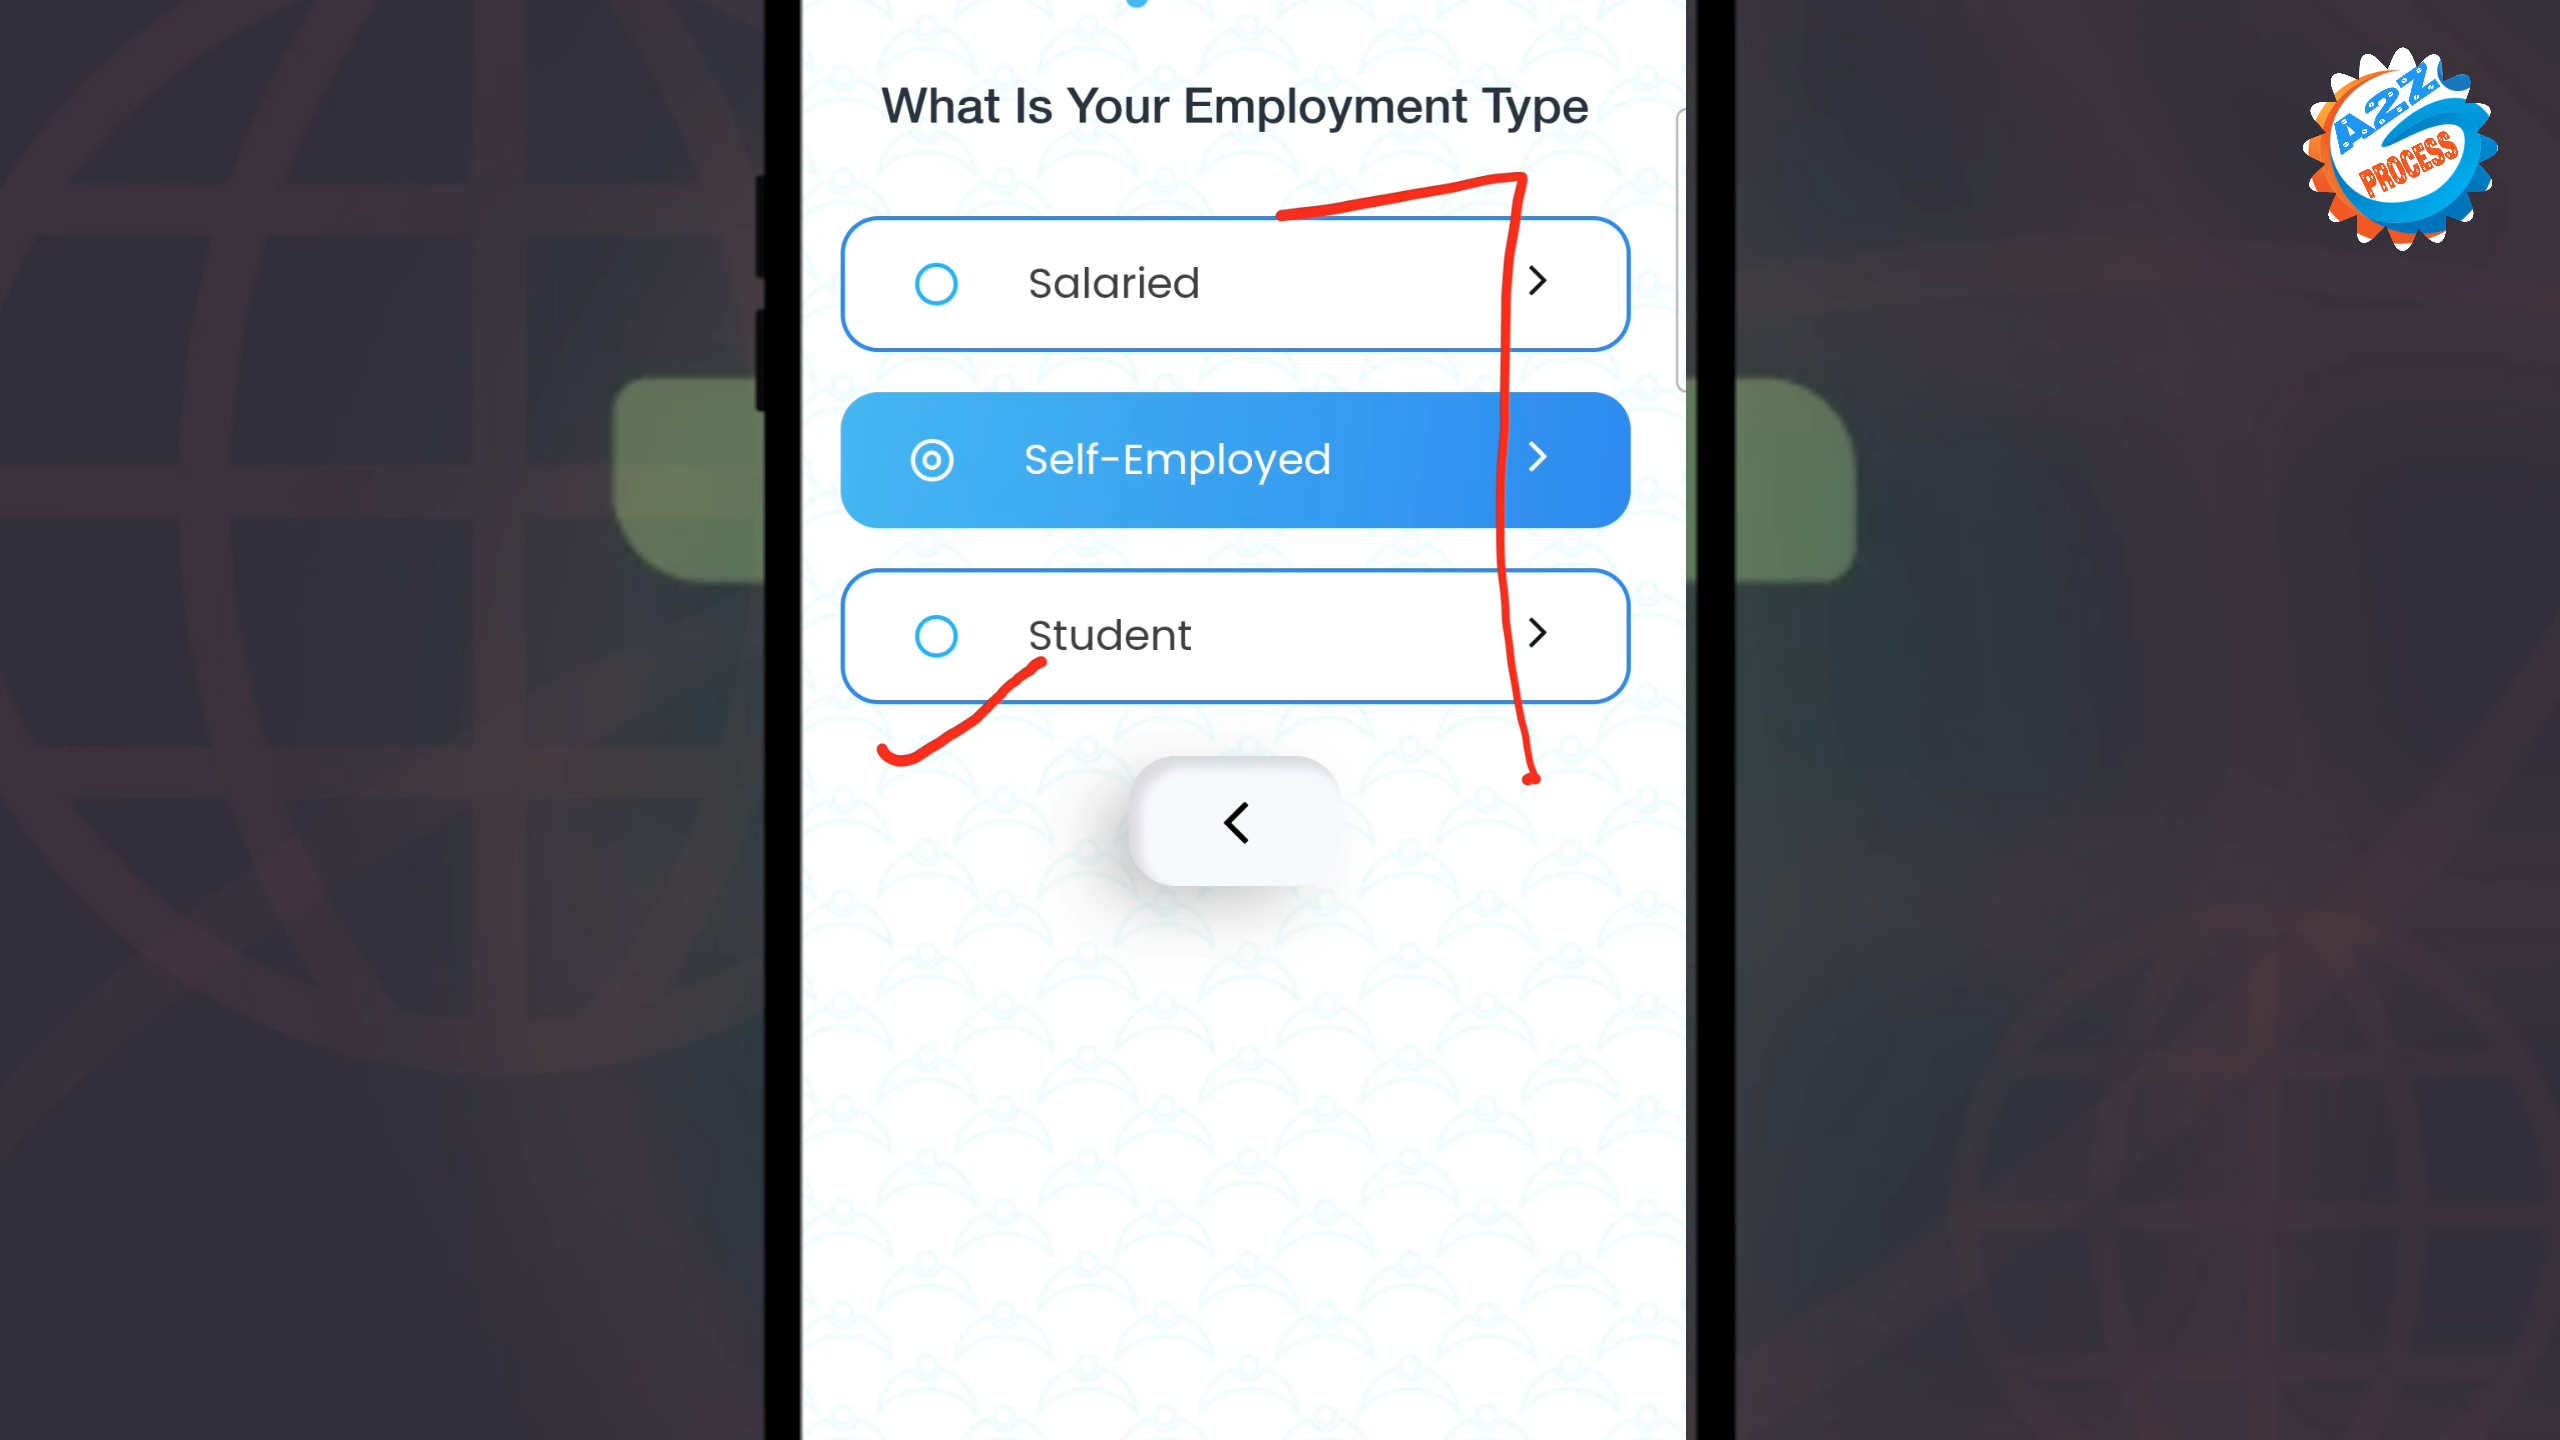 What Is Your Employment Type
A2Z
PROCESS
Salaried
Self-Employed
Student